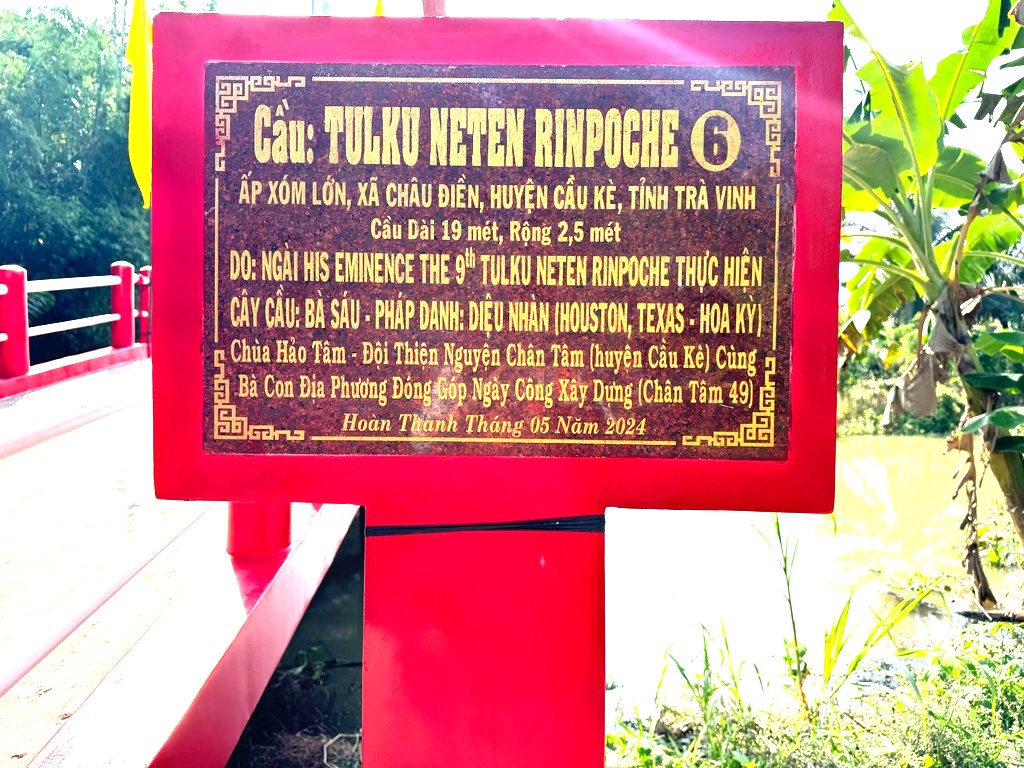 Cầu: TULKU NETEN RINPOCHE 6
ẤP XÓM LỚN, XÃ CHÂU ĐIỀN, HUYỆN CẦU KÈ, TỈNH TRÀ VINH
Cầu Dài 19 mét, Rộng 2,5 mét
DO: NGÀI HIS EMINENCE THE 9th TULKU NETEN RINPOCHE THỰC HIỆN
CÂY CẦU: BÀ SÁU - PHÁP DANH: DIỆU NHÀN (HOUSTON, TEXAS - HOA KỲ)
Chùa Hảo Tâm - Đội Thiện Nguyện Chân Tâm (huyện Cầu Kè) Cùng
Bà Con Địa Phương Đóng Góp Ngày Công Xây Dựng (Chân Tâm 49)
Hoàn Thành Tháng 05 Năm 2024